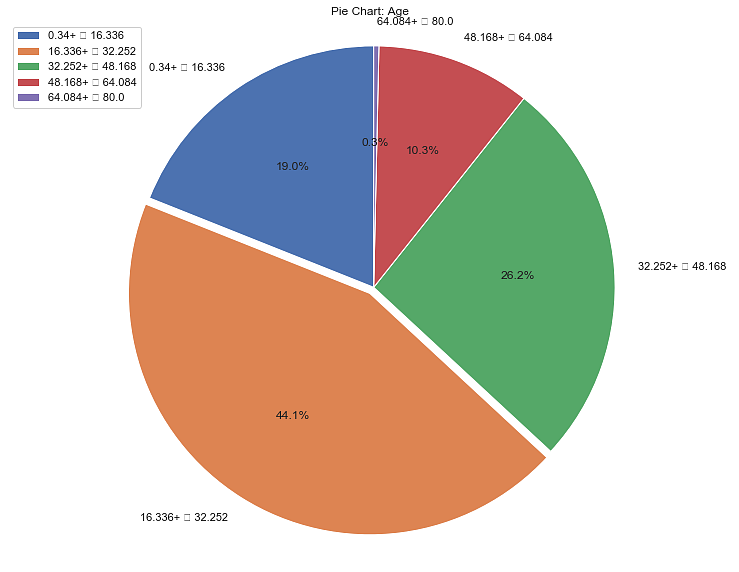 Pie Chart: Age
64.084+ □ 80.0
48.168+ □ 64.084
0.34+ □ 16.336
16.336+ □ 32.252
32.252+ □ 48.168
48.168+ □ 64.084
64.084+ □ 80.0
0.34+ □ 16.336
0.3%
10.3%
19.0%
32.252+ □ 48.168
26.2%
44.1%
16.336+ □ 32.252